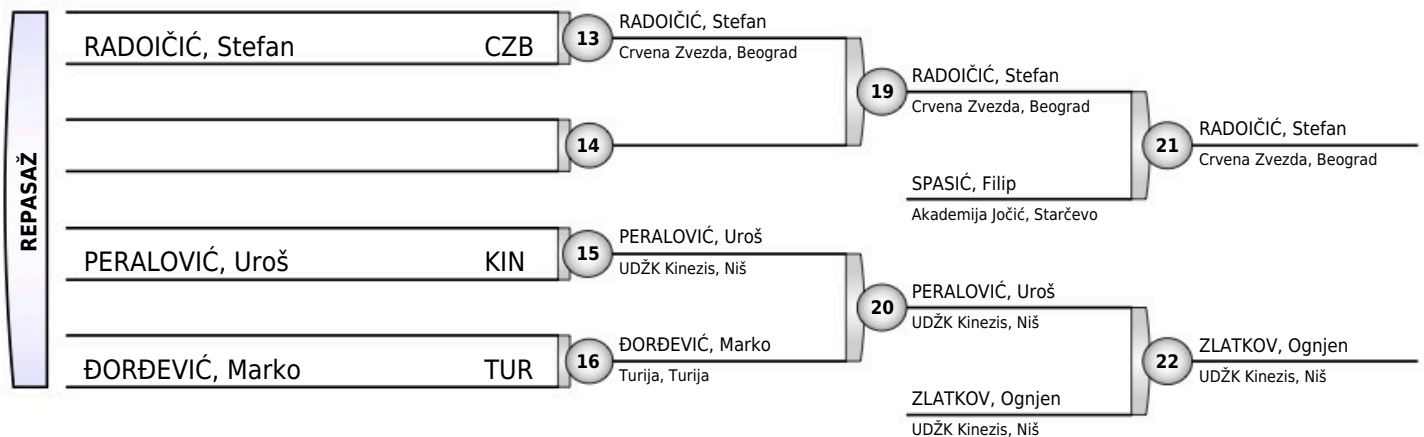 REPASAŽ
RADOIČIĆ, Stefan CZB
13
RADOIČIĆ, Stefan
Crvena Zvezda, Beograd
14
19
RADOIČIĆ, Stefan
Crvena Zvezda, Beograd
SPASIĆ, Filip
Akademija Jočić, Starčevo
21
RADOIČIĆ, Stefan
Crvena Zvezda, Beograd
PERALOVIĆ, Uroš KIN
15
PERALOVIĆ, Uroš
UDŽK Kinezis, Niš
ĐORĐEVIĆ, Marko TUR
16
ĐORĐEVIĆ, Marko
Turija, Turija
20
PERALOVIĆ, Uroš
UDŽK Kinezis, Niš
ZLATKOV, Ognjen
UDŽK Kinezis, Niš
22
ZLATKOV, Ognjen
UDŽK Kinezis, Niš